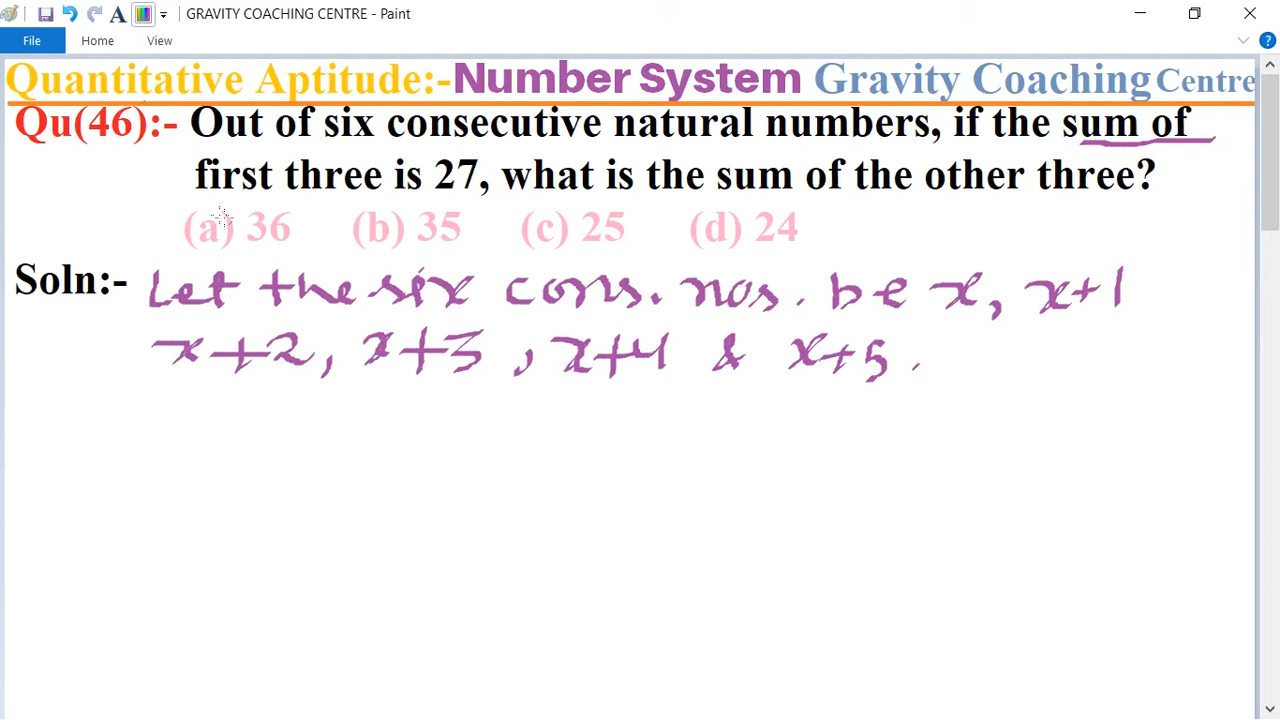 GRAVITY COACHING CENTRE - Paint
File Home View
Quantitative Aptitude:-Number System Gravity Coaching Centre
Qu(46):- Out of six consecutive natural numbers, if the sum of
first three is 27, what is the sum of the other three?
(a) 36 (b) 35 (c) 25 (d) 24
Soln:- Let the six cons. nos. be x, x+1
x+2, x+3, x+4 & x+5.